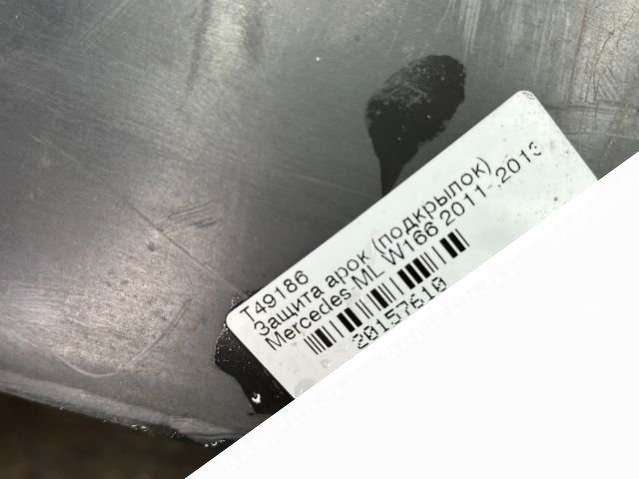 T49186
Защита арок (подкрылок)
Mercedes-ML W166 2011-.2013
20157610